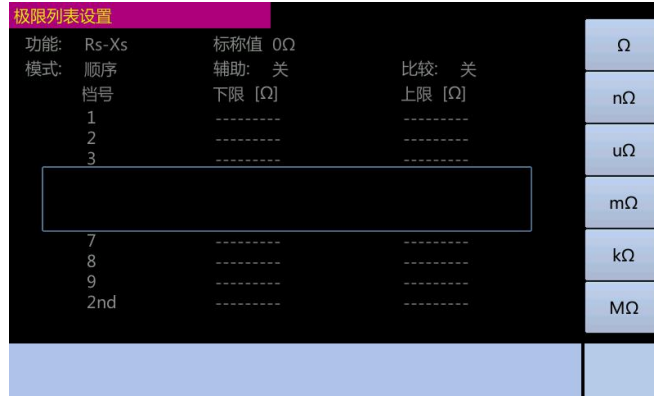 极限列表设置
功能: Rs-Xs 标称值 0Ω
模式: 顺序 辅助: 关 比较: 关
档号 下限 [Ω] 上限 [Ω]
1 --------- ---------
2 --------- ---------
3 --------- ---------
7 --------- ---------
8 --------- ---------
9 --------- ---------
2nd --------- ---------
Ω
nΩ
uΩ
mΩ
kΩ
MΩ